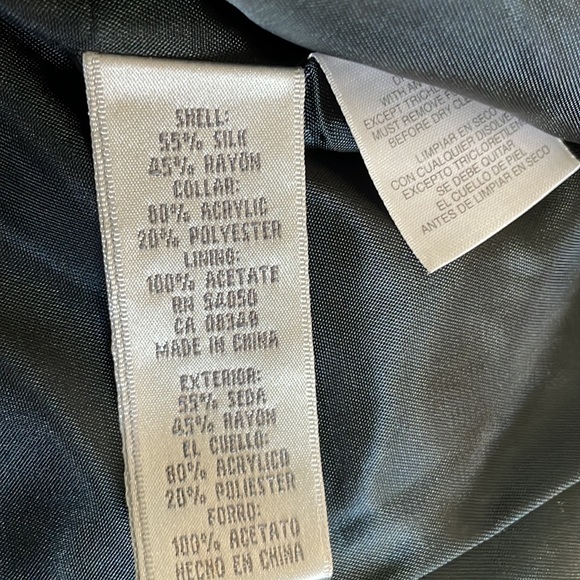 SHELL:
55% SILK
45% RAYON
COLLAR:
80% ACRYLIC
20% POLYESTER
LINING:
100% ACETATE
RN 54050
CA 08348
MADE IN CHINA
EXTERIOR:
55% SEDA
45% RAYON
EL CUELLO:
80% ACRYLICO
20% POLIESTER
FORRO:
100% ACETATO
HECHO EN CHINA
WITH
EXCEPT
MUST REMOVE
BEFORE DRY
LIMPIAR EN SECO
CON CUALQUIER
EXCEPTO TRICLORETILEN
SE DEBE QUITAR
EL CUELLO DE PIEL
ANTES DE LIMPIAR EN SECO